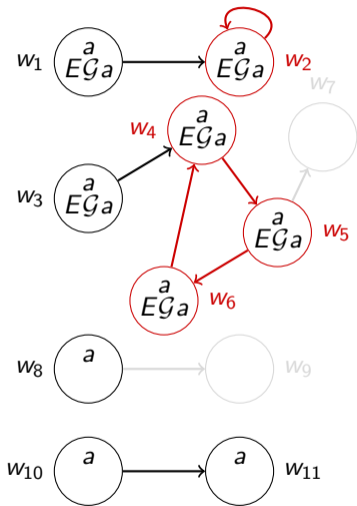 w₁ a EGa a EGa w₂
w₇
w₄ a EGa
w₃ a EGa
a EGa w₅
a EGa w₆
w₈ a w₉
w₁₀ a a w₁₁